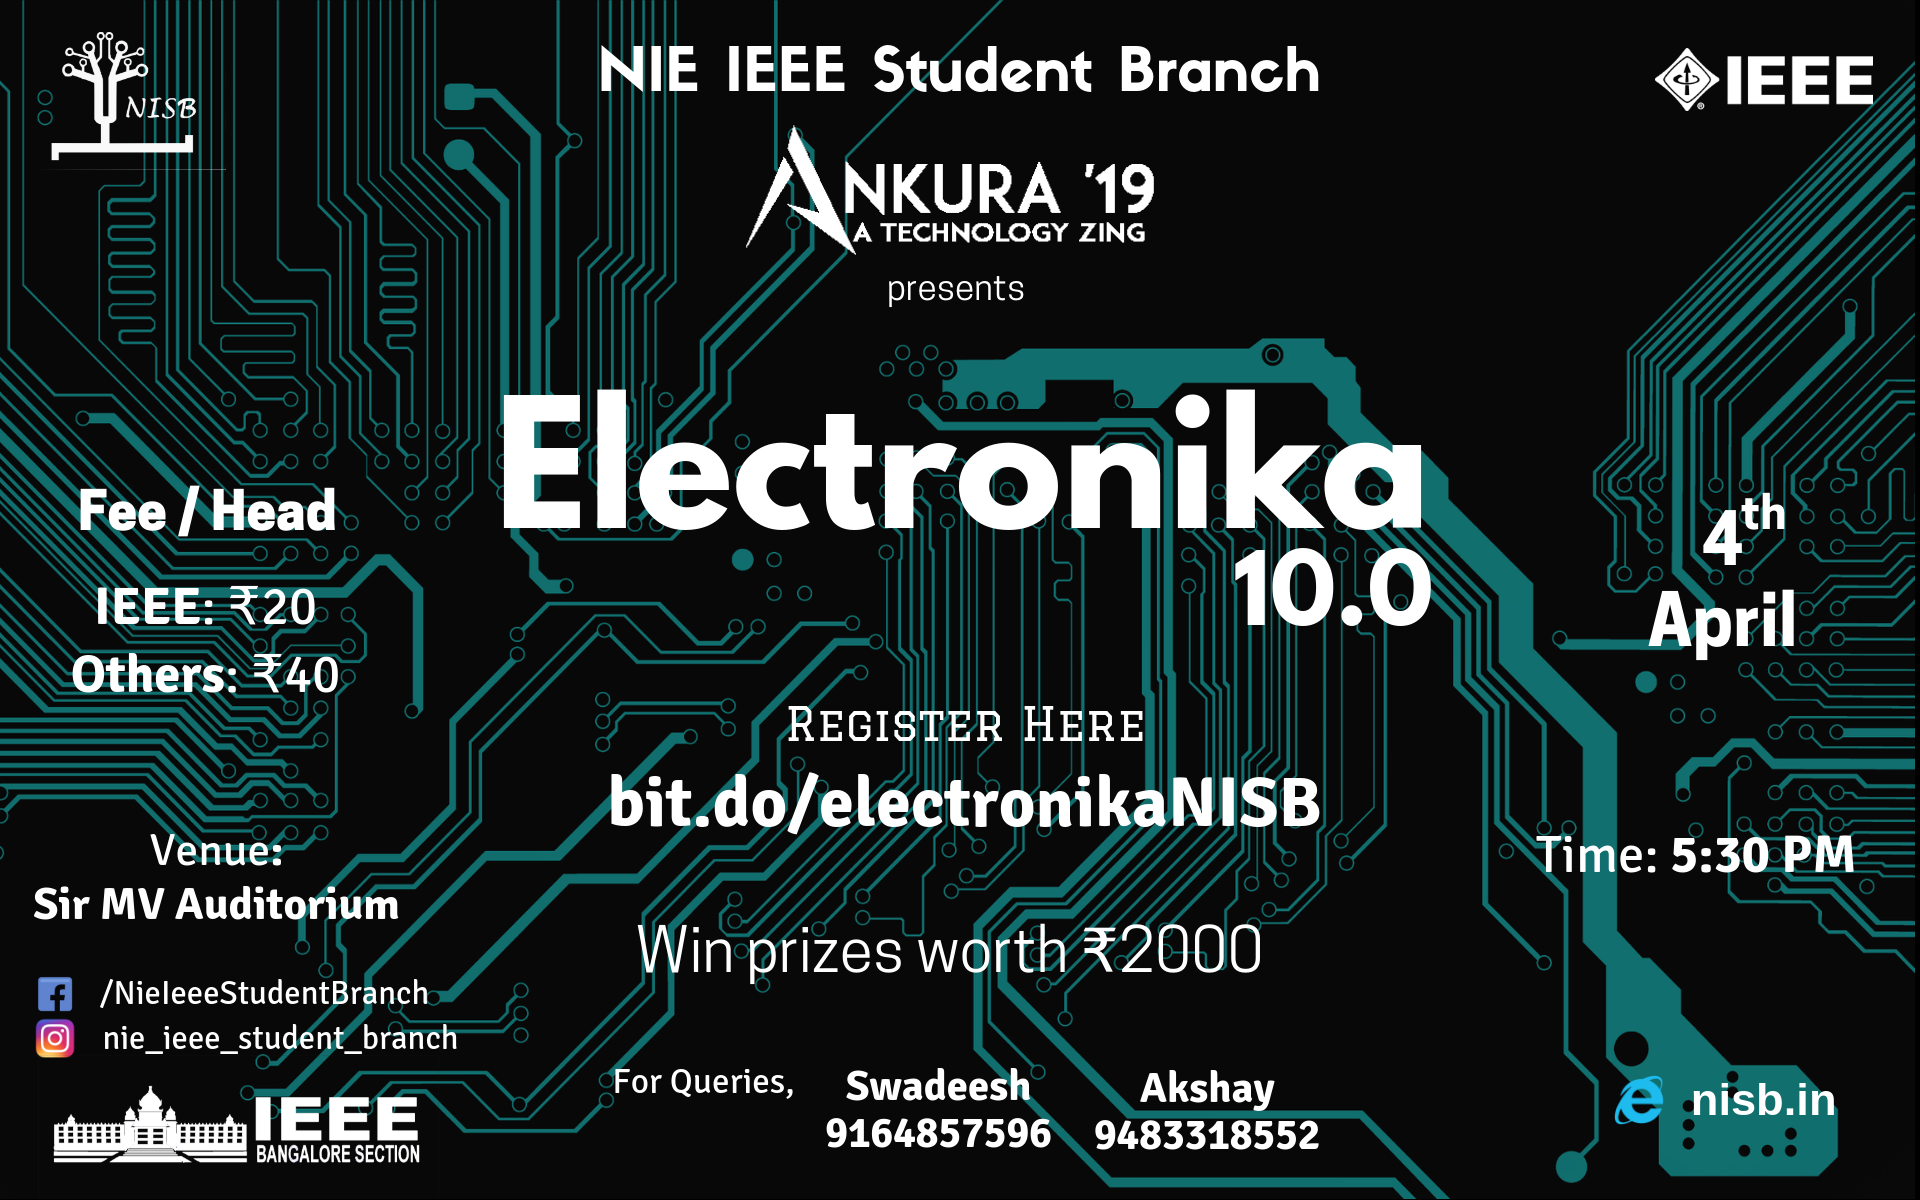 NISB
NIE IEEE Student Branch
IEEE
ANKURA '19
A TECHNOLOGY ZING
presents
Electronika
10.0
Fee / Head
IEEE: ₹20
Others: ₹40
4th
April
Register Here
bit.do/electronikaNISB
Venue:
Sir MV Auditorium
Time: 5:30 PM
Win prizes worth ₹2000
/NieIeeeStudentBranch
nie_ieee_student_branch
For Queries,
Swadeesh
9164857596
Akshay
9483318552
IEEE
BANGALORE SECTION
nisb.in